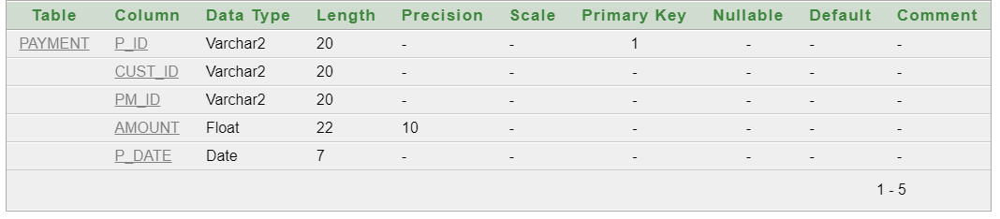 Table Column Data Type Length Precision Scale Primary Key Nullable Default Comment
PAYMENT P_ID Varchar2 20 - - 1 - - -
CUST_ID Varchar2 20 - - - - - -
PM_ID Varchar2 20 - - - - - -
AMOUNT Float 22 10 - - - - -
P_DATE Date 7 - - - - - -
1 - 5